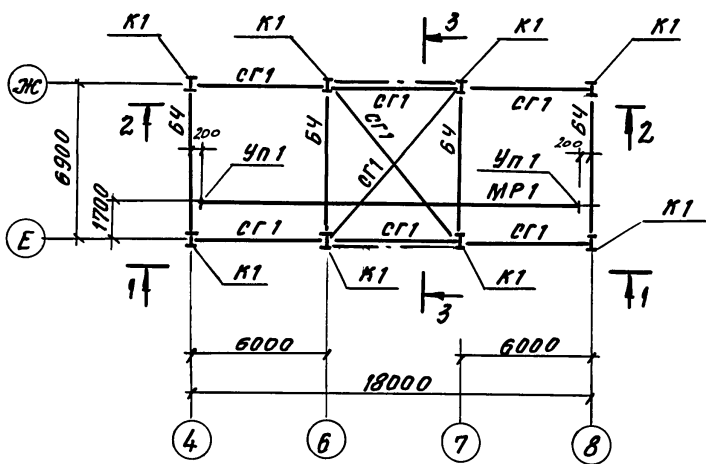 К1 К1 3 К1 К1
Ж
СГ1 СГ1 СГ1
2 Б4 Б4 СГ1 СГ1 Б4 Б4 2
200 200
6900 Уп1 Уп1
1700 МР1
К1
Е
СГ1 СГ1 СГ1
1 К1 К1 К1 1
3
6000 6000
18000
4 6 7 8